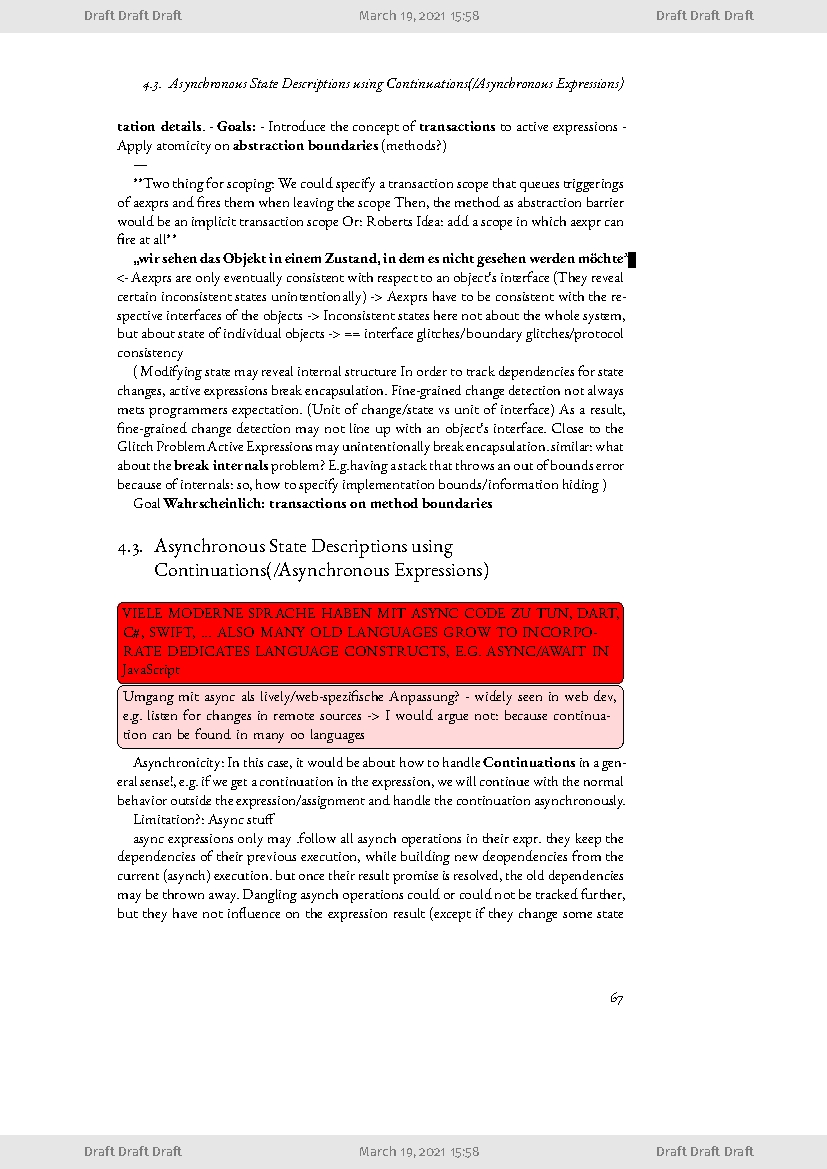 Draft Draft Draft March 19, 2021 15:58 Draft Draft Draft
4.3. Asynchronous State Descriptions using Continuations(/Asynchronous Expressions)
tation details. - Goals: - Introduce the concept of transactions to active expressions -
Apply atomicity on abstraction boundaries (methods?)
—
**Two thing for scoping: We could specify a transaction scope that queues triggerings
of aexprs and fires them when leaving the scope Then, the method as abstraction barrier
would be an implicit transaction scope Or: Roberts Idea: add a scope in which aexpr can
fire at all**
„wir sehen das Objekt in einem Zustand, in dem es nicht gesehen werden möchte”
<- Aexprs are only eventually consistent with respect to an object's interface (They reveal
certain inconsistent states unintentionally) -> Aexprs have to be consistent with the re-
spective interfaces of the objects -> Inconsistent states here not about the whole system,
but about state of individual objects -> == interface glitches/boundary glitches/protocol
consistency
( Modifying state may reveal internal structure In order to track dependencies for state
changes, active expressions break encapsulation. Fine-grained change detection not always
mets programmers expectation. (Unit of change/state vs unit of interface) As a result,
fine-grained change detection may not line up with an object's interface. Close to the
Glitch Problem Active Expressions may unintentionally break encapsulation. similar: what
about the break internals problem? E.g.having a stack that throws an out of bounds error
because of internals: so, how to specify implementation bounds/information hiding )
Goal Wahrscheinlich: transactions on method boundaries
4.3. Asynchronous State Descriptions using
Continuations(/Asynchronous Expressions)
VIELE MODERNE SPRACHE HABEN MIT ASYNC CODE ZU TUN, DART,
C#, SWIFT, ... ALSO MANY OLD LANGUAGES GROW TO INCORPO-
RATE DEDICATES LANGUAGE CONSTRUCTS, E.G. ASYNC/AWAIT IN
JavaScript
Umgang mit async als lively/web-spezifische Anpassung? - widely seen in web dev,
e.g. listen for changes in remote sources -> I would argue not: because continua-
tion can be found in many oo languages
Asynchronicity: In this case, it would be about how to handle Continuations in a gen-
eral sense!, e.g. if we get a continuation in the expression, we will continue with the normal
behavior outside the expression/assignment and handle the continuation asynchronously.
Limitation?: Async stuff
async expressions only may .follow all asynch operations in their expr. they keep the
dependencies of their previous execution, while building new deopendencies from the
current (asynch) execution. but once their result promise is resolved, the old dependencies
may be thrown away. Dangling asynch operations could or could not be tracked further,
but they have not influence on the expression result (except if they change some state
67
Draft Draft Draft March 19, 2021 15:58 Draft Draft Draft